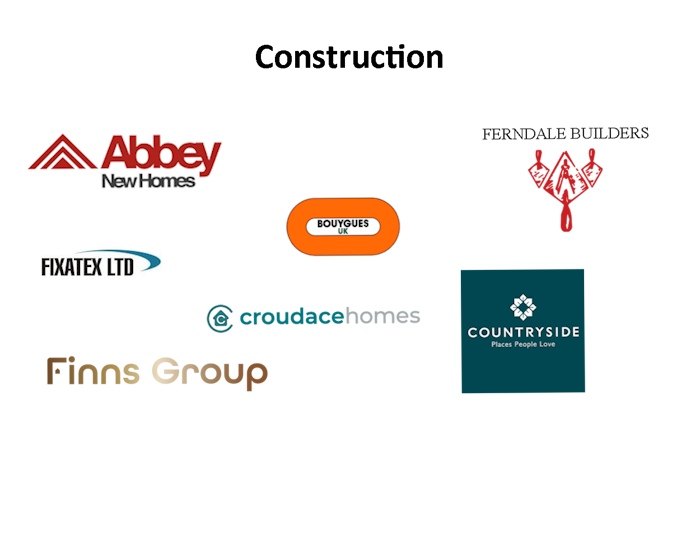 Construction
Abbey
New Homes
FERNDALE BUILDERS
BOUYGUES
UK
FIXATEX LTD
croudacehomes
COUNTRYSIDE
Places People Love
Finns Group